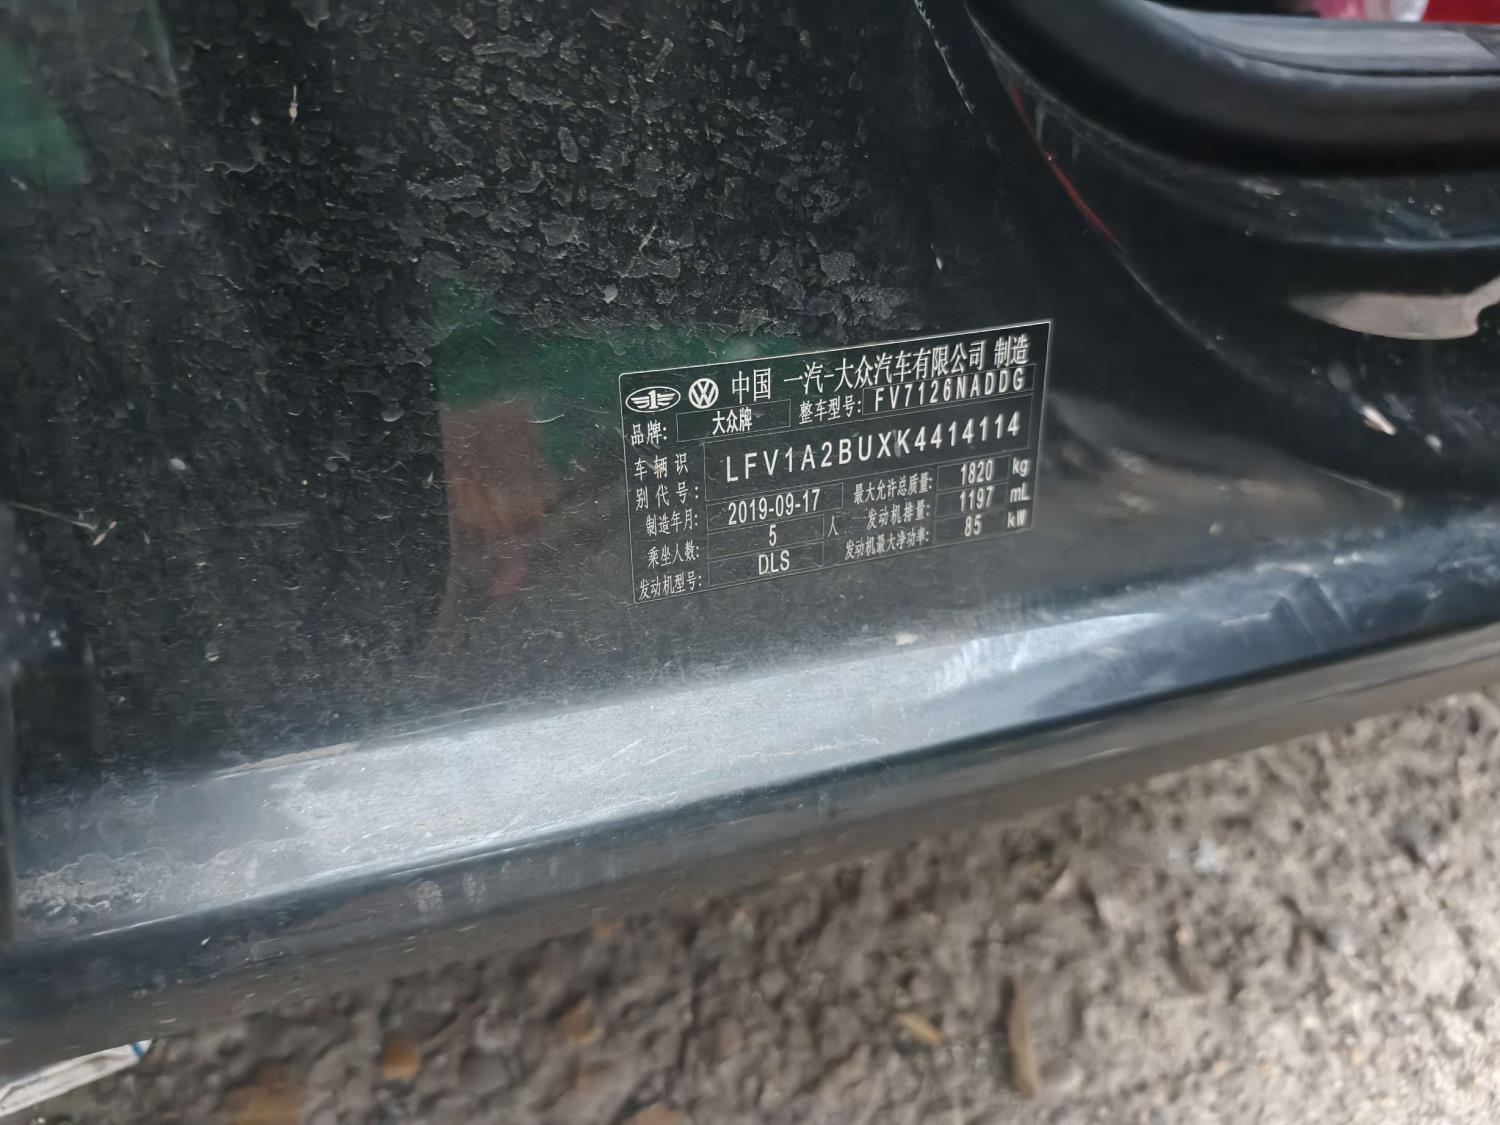 中国 一汽-大众汽车有限公司 制造
品牌: 大众牌 整车型号: FV7126NADDG
车辆识别代号: LFV1A2BUXK4414114
制造年月: 2019-09-17 最大允许总质量: 1820 kg
乘坐人数: 5 人 发动机排量: 1197 mL
发动机型号: DLS 发动机最大净功率: 85 kW